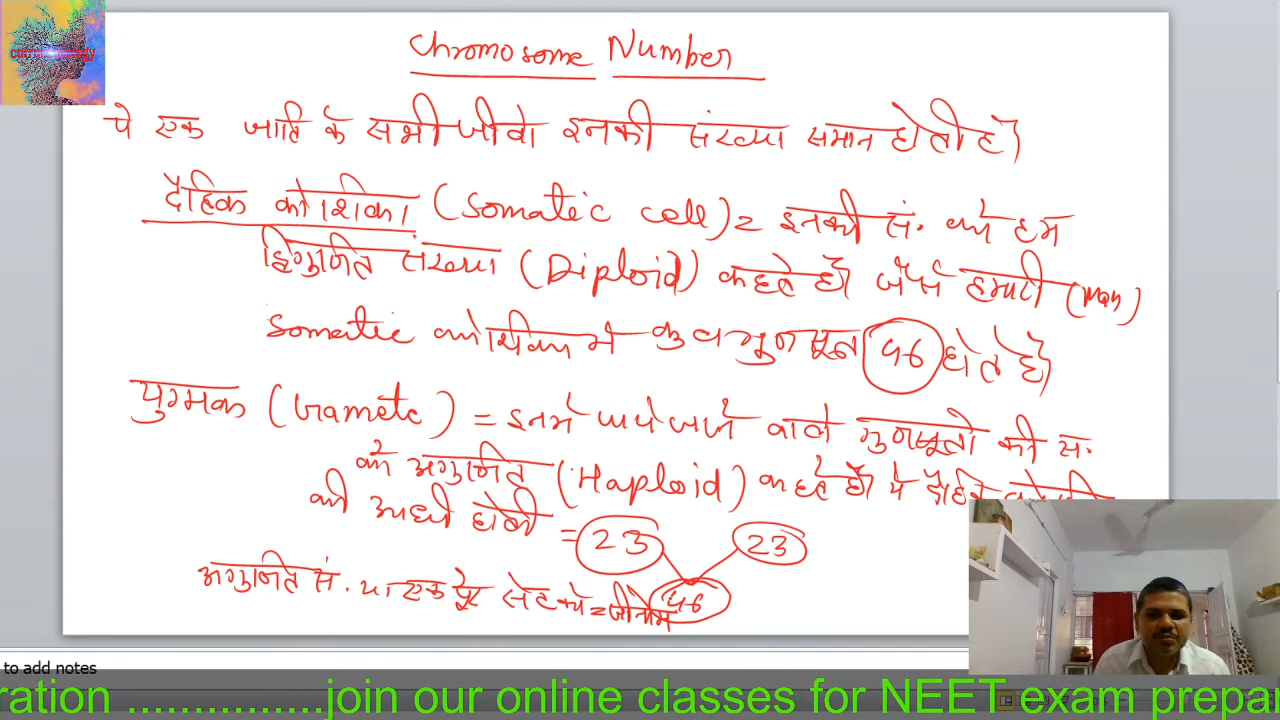 Chromosome Number
ये एक जाति के सभी जीवो इनकी संख्या समान होती है
दैहिक कोशिका (Somatic cell) = इनकी सं. को हम
द्विगुणित संख्या (Diploid) कहते हैं जैसे हमारी (man)
Somatic कोशिका मे कुल गुणसूत्र 46 होते हैं
युग्मक (Gamete) = इनमे पाये जाने वाले गुणसूत्रो की स.
को अगुणित (Haploid) कहते हैं ये दैहिक
की आधी होती = 23 23
46
अगुणित सं. या एक पूरे सेट को = जीनोम
to add notes
ration ...............join our online classes for NEET exam prepar